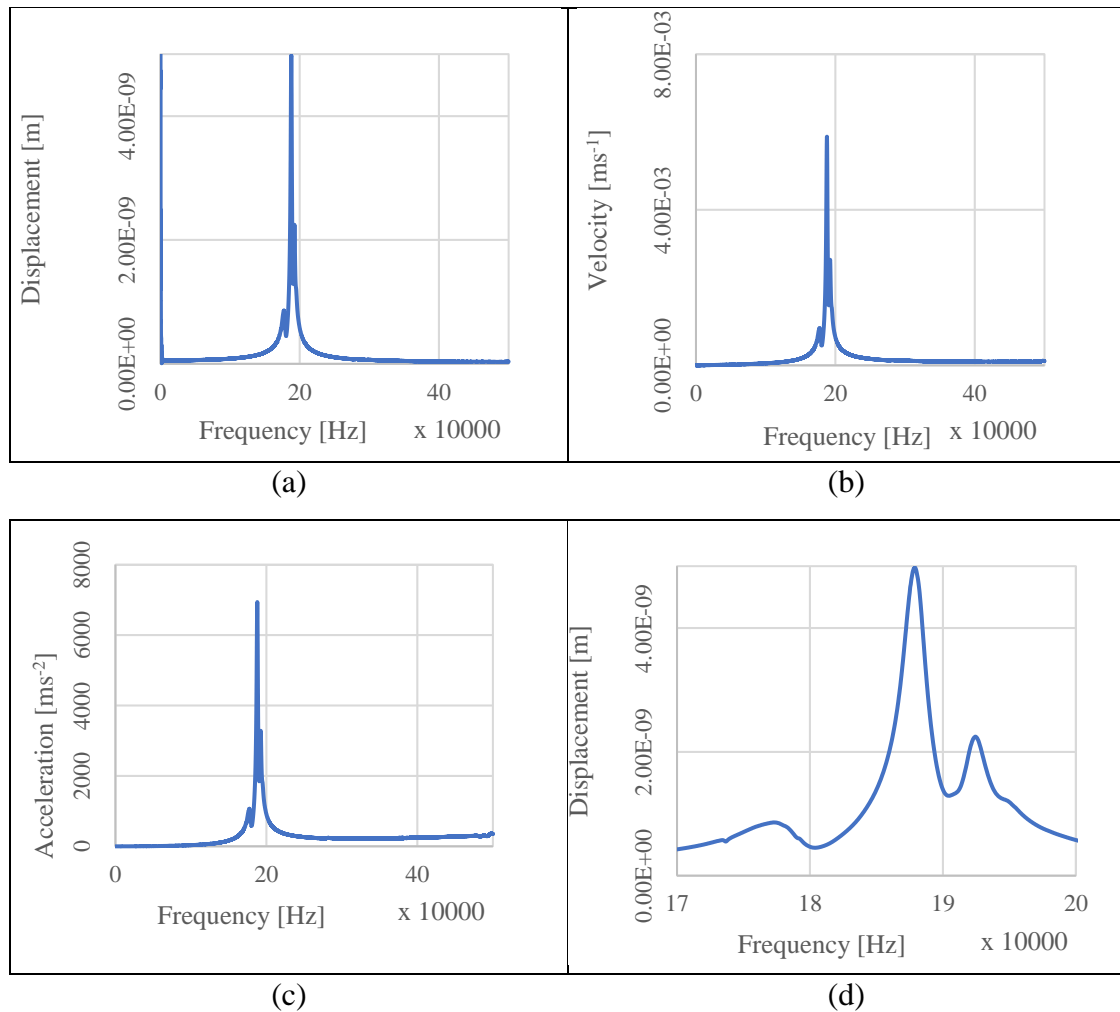 Displacement [m]
0.00E+00 2.00E-09 4.00E-09
0 20 40
Frequency [Hz] x 10000
(a)
Velocity [ms⁻¹]
0.00E+00 4.00E-03 8.00E-03
0 20 40
Frequency [Hz] x 10000
(b)
Acceleration [ms⁻²]
8000
6000
4000
2000
0
0 20 40
Frequency [Hz] x 10000
(c)
Displacement [m]
0.00E+00 2.00E-09 4.00E-09
17 18 19 20
Frequency [Hz] x 10000
(d)